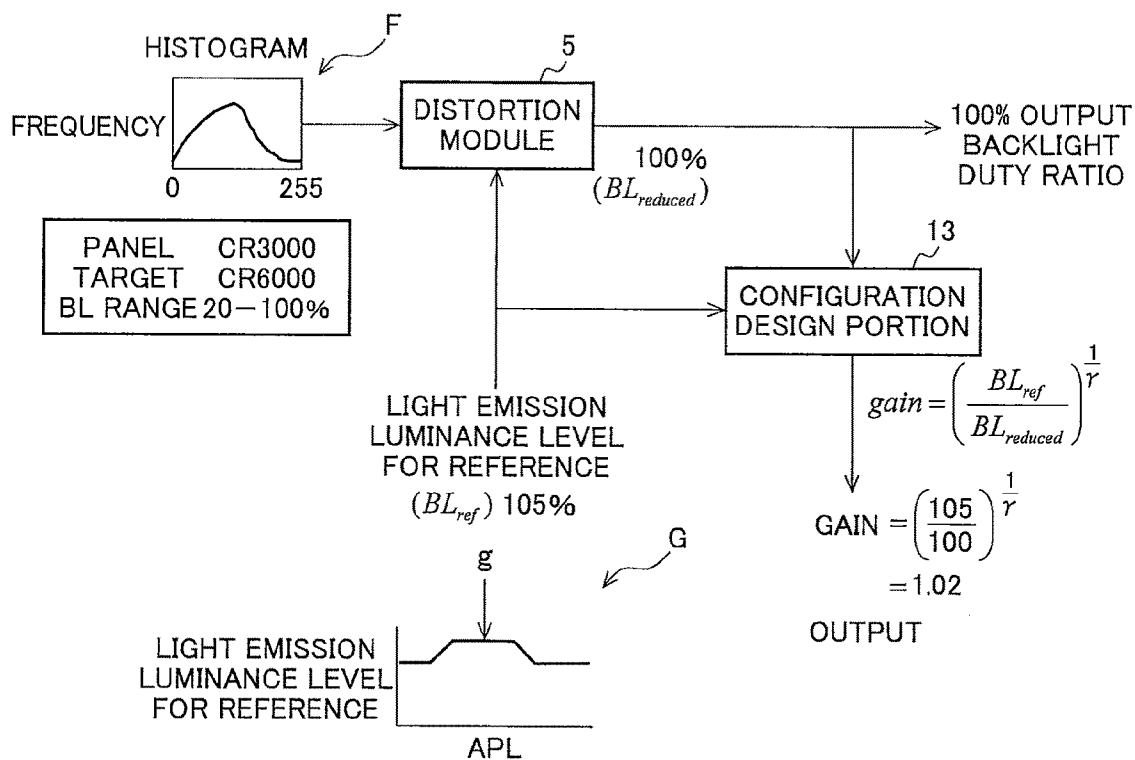 HISTOGRAM
F
FREQUENCY
0 255
PANEL CR3000
TARGET CR6000
BL RANGE 20-100%
5
DISTORTION
MODULE
100%
(BL_reduced)
100% OUTPUT
BACKLIGHT
DUTY RATIO
13
CONFIGURATION
DESIGN PORTION
LIGHT EMISSION
LUMINANCE LEVEL
FOR REFERENCE
(BL_ref) 105%
gain = (BL_ref / BL_reduced)^(1/γ)
GAIN = (105/100)^(1/γ)
=1.02
OUTPUT
g
G
LIGHT EMISSION
LUMINANCE LEVEL
FOR REFERENCE
APL